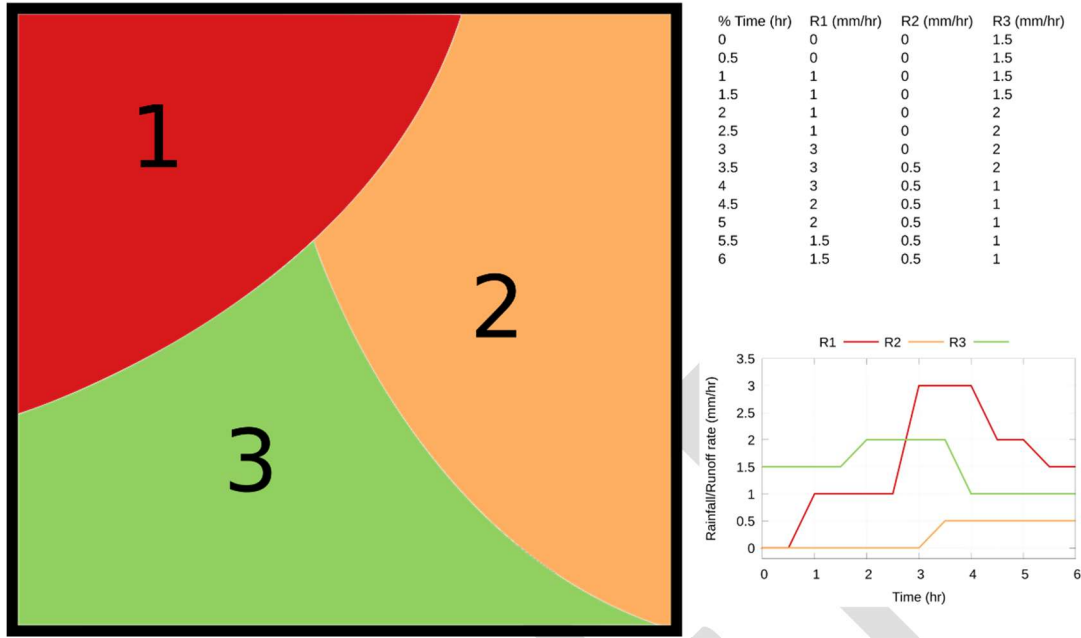 1
2
3
% Time (hr) R1 (mm/hr) R2 (mm/hr) R3 (mm/hr)
0 0 0 1.5
0.5 0 0 1.5
1 1 0 1.5
1.5 1 0 1.5
2 1 0 2
2.5 1 0 2
3 3 0 2
3.5 3 0.5 2
4 3 0.5 1
4.5 2 0.5 1
5 2 0.5 1
5.5 1.5 0.5 1
6 1.5 0.5 1
R1 R2 R3
Rainfall/Runoff rate (mm/hr)
3.5
3
2.5
2
1.5
1
0.5
0
0 1 2 3 4 5 6
Time (hr)